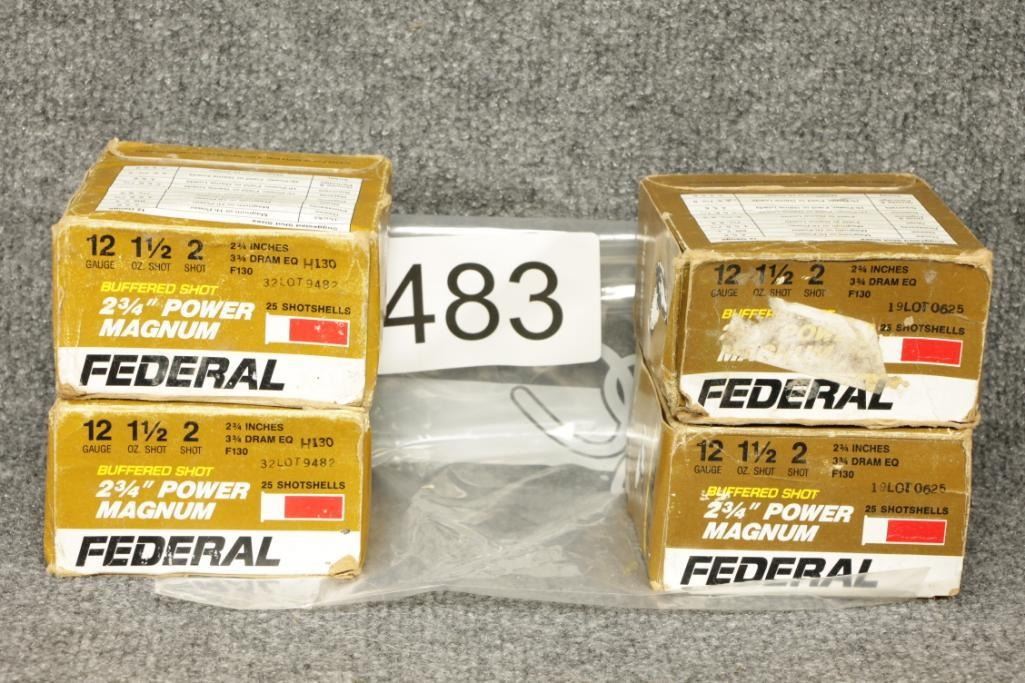 12 1½ 2
GAUGE OZ. SHOT SHOT
2¾ INCHES
3¾ DRAM EQ H130
F130
32LOT9482
BUFFERED SHOT
2¾" POWER
MAGNUM
25 SHOTSHELLS
FEDERAL
12 1½ 2
GAUGE OZ. SHOT SHOT
2¾ INCHES
3¾ DRAM EQ H130
F130
32LOT9482
BUFFERED SHOT
2¾" POWER
MAGNUM
25 SHOTSHELLS
FEDERAL
483
12 1½ 2
GAUGE OZ. SHOT SHOT
2¾ INCHES
3¾ DRAM EQ
F130
19LOT0625
25 SHOTSHELLS
FEDERAL
12 1½ 2
GAUGE OZ. SHOT SHOT
2¾ INCHES
3¾ DRAM EQ
F130
19LOT0625
BUFFERED SHOT
2¾" POWER
MAGNUM
25 SHOTSHELLS
FEDERAL